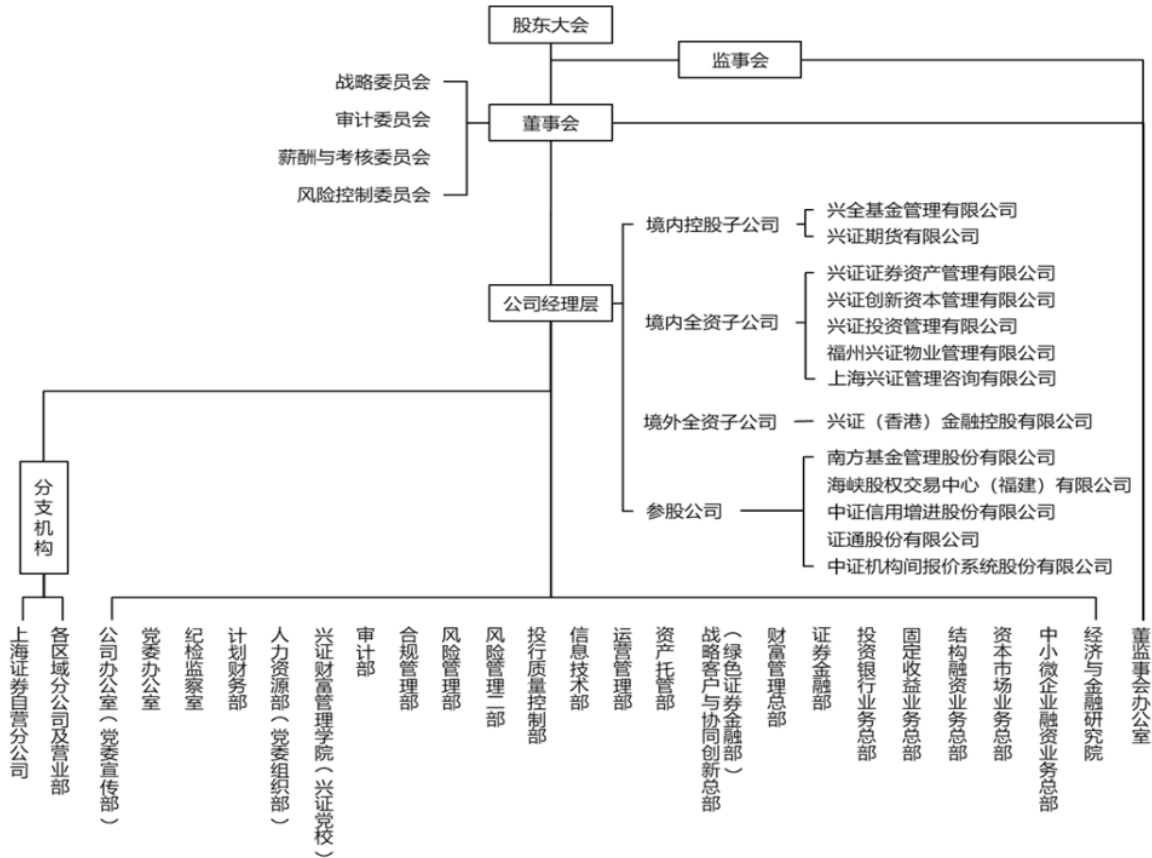 股东大会
监事会
战略委员会
审计委员会
薪酬与考核委员会
风险控制委员会
董事会
境内控股子公司
兴全基金管理有限公司
兴证期货有限公司
公司经理层
境内全资子公司
兴证证券资产管理有限公司
兴证创新资本管理有限公司
兴证投资管理有限公司
福州兴证物业管理有限公司
上海兴证管理咨询有限公司
境外全资子公司
兴证（香港）金融控股有限公司
参股公司
南方基金管理股份有限公司
海峡股权交易中心（福建）有限公司
中证信用增进股份有限公司
证通股份有限公司
中证机构间报价系统股份有限公司
分支机构
上海证券自营分公司
各区域分公司及营业部
公司办公室（党委宣传部）
党委办公室
纪检监察室
计划财务部
人力资源部（党委组织部）
兴证财富管理学院（兴证党校）
审计部
合规管理部
风险管理部
风险管理二部
投行质量控制部
信息技术部
运营管理部
资产托管部
战略客户与协同创新总部
（绿色证券金融部）
财富管理总部
证券金融部
投资银行业务总部
固定收益业务总部
结构融资业务总部
资本市场业务总部
中小微企业融资业务总部
经济与金融研究院
董监事会办公室